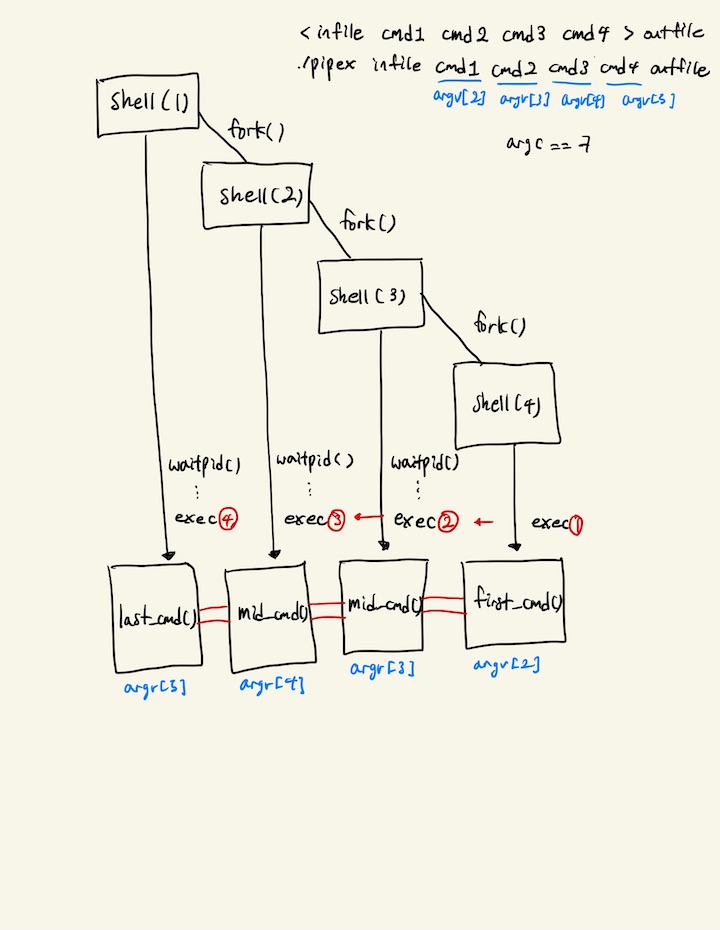 < infile cmd1 cmd2 cmd3 cmd4 > outfile
./pipex infile cmd1 cmd2 cmd3 cmd4 outfile
argv[2] argv[3] argv[4] argv[5]
argc == 7
Shell(1)
fork()
Shell(2)
fork()
Shell(3)
fork()
Shell(4)
waitpid() waitpid() waitpid()
exec④ exec③ ← exec② ← exec①
last_cmd() mid_cmd() mid_cmd() first_cmd()
argv[5] argv[4] argv[3] argv[2]